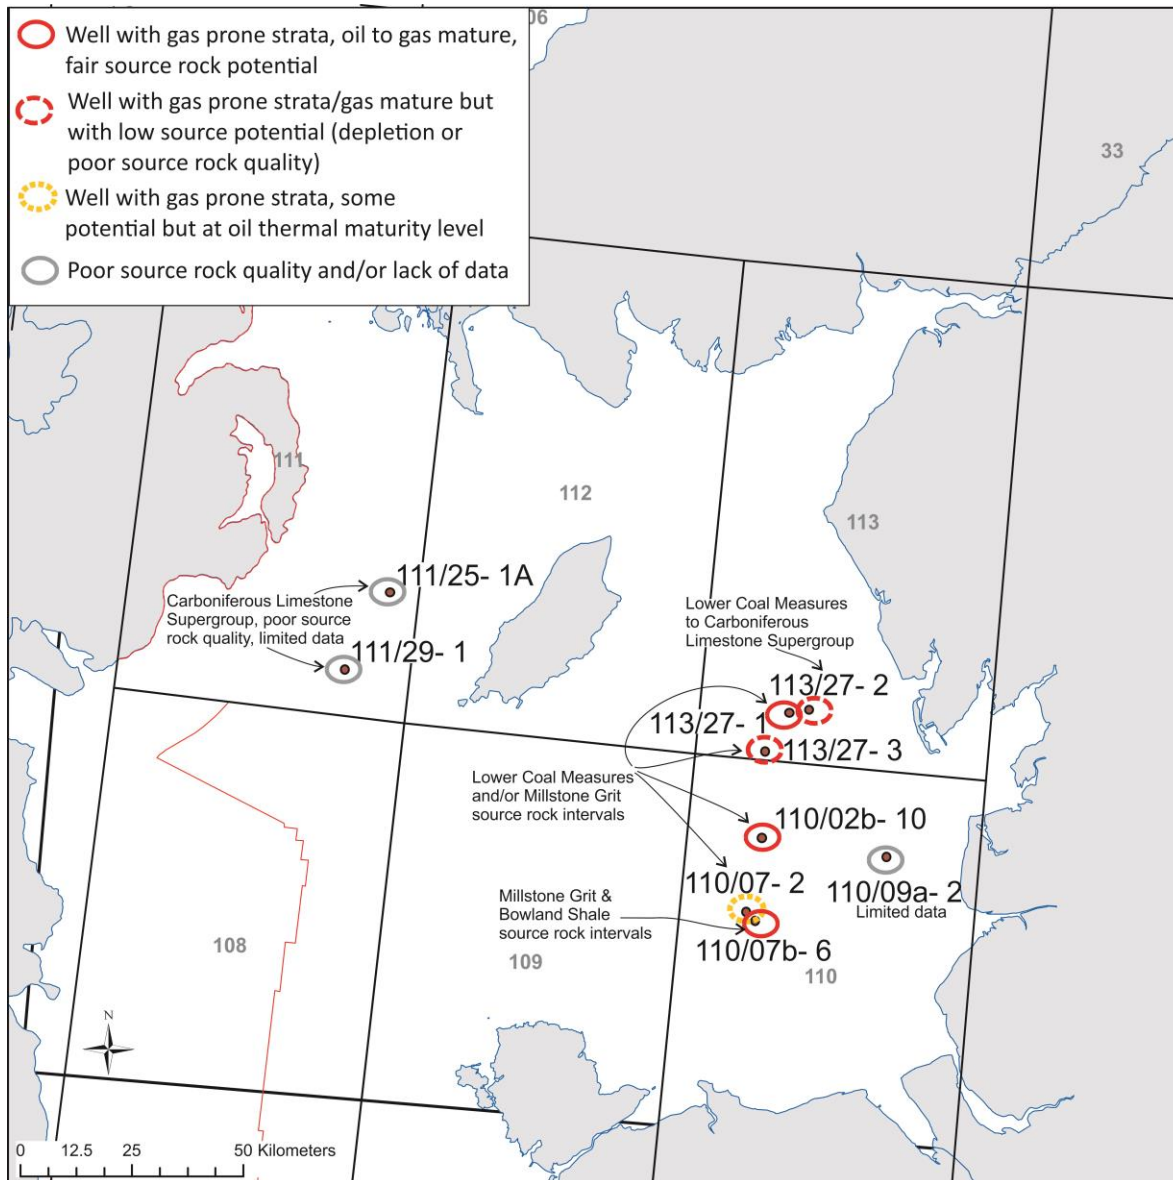 Well with gas prone strata, oil to gas mature,
fair source rock potential
Well with gas prone strata/gas mature but
with low source potential (depletion or
poor source rock quality)
Well with gas prone strata, some
potential but at oil thermal maturity level
Poor source rock quality and/or lack of data
06
33
111
112
113
111/25- 1A
Carboniferous Limestone
Supergroup, poor source
rock quality, limited data
111/29- 1
Lower Coal Measures
to Carboniferous
Limestone Supergroup
113/27- 2
113/27- 1
113/27- 3
Lower Coal Measures
and/or Millstone Grit
source rock intervals
110/02b- 10
110/07- 2
110/09a- 2
Limited data
Millstone Grit &
Bowland Shale
source rock intervals
110/07b- 6
108
109
110
N
0 12.5 25 50 Kilometers